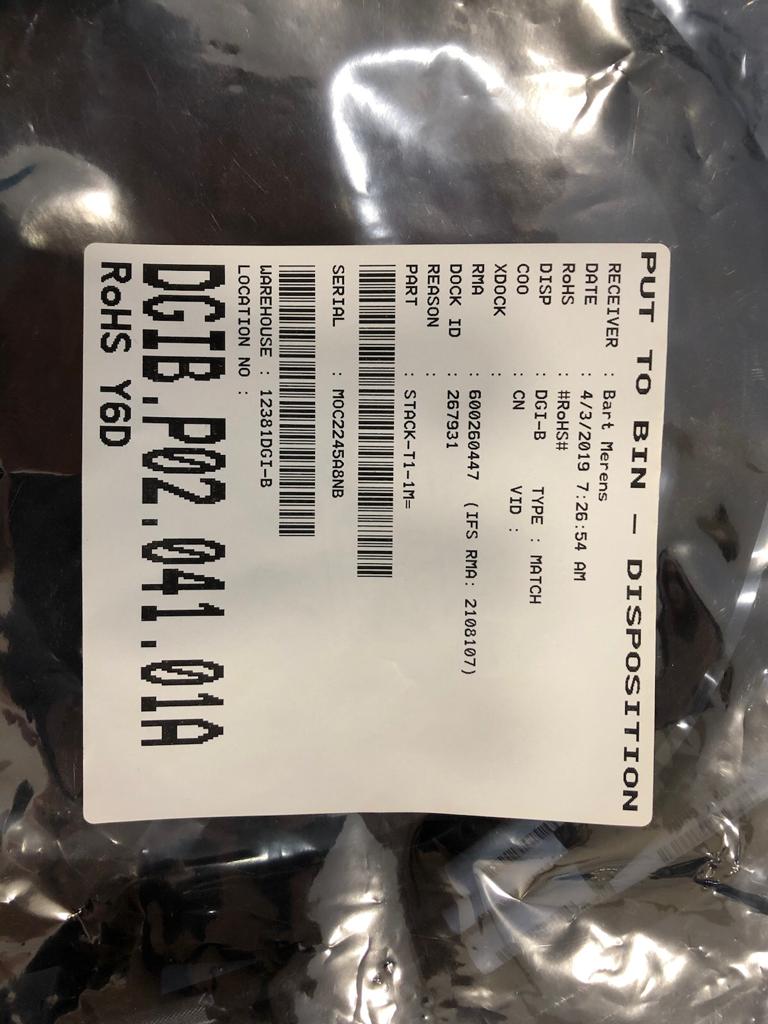 PUT TO BIN – DISPOSITION
RECEIVER : Bart Merens
DATE : 4/3/2019 7:26:54 AM
RoHS : #RoHS#
DISP : DGI-B TYPE : MATCH
COO : CN VID :
XDOCK :
RMA : 600260447 (IFS RMA: 2108107)
DOCK ID : 267931
REASON :
PART : STACK-T1-1M=
SERIAL : MOC2245A8NB
WAREHOUSE : 12381DGI-B
LOCATION NO :
DGIB.P02.041.01A
RoHS Y6D